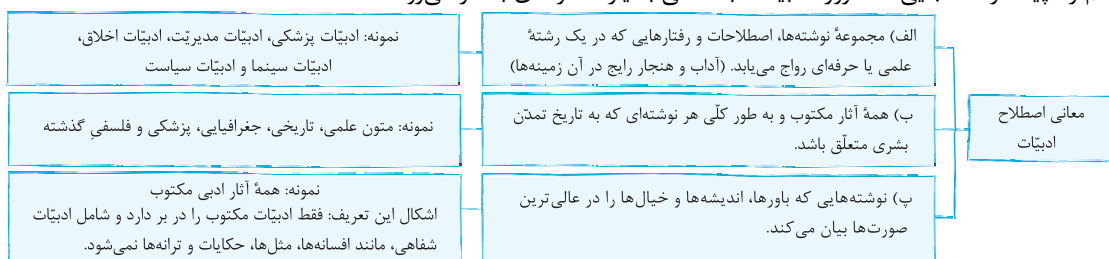 معانی اصطلاح
ادبیّات
الف) مجموعهٔ نوشته‌ها، اصطلاحات و رفتارهایی که در یک رشتهٔ
علمی یا حرفه‌ای رواج می‌یابد. (آداب و هنجار رایج در آن زمینه‌ها)
نمونه: ادبیّات پزشکی، ادبیّات مدیریّت، ادبیّات اخلاق،
ادبیّات سینما و ادبیّات سیاست
ب) همهٔ آثار مکتوب و به طور کلّی هر نوشته‌ای که به تاریخ تمدّن
بشری متعلّق باشد.
نمونه: متون علمی، تاریخی، جغرافیایی، پزشکی و فلسفیِ گذشته
پ) نوشته‌هایی که باورها، اندیشه‌ها و خیال‌ها را در عالی‌ترین
صورت‌ها بیان می‌کند.
نمونه: همهٔ آثار ادبی مکتوب
اشکال این تعریف: فقط ادبیّات مکتوب را در بر دارد و شامل ادبیّات
شفاهی، مانند افسانه‌ها، مثل‌ها، حکایات و ترانه‌ها نمی‌شود.